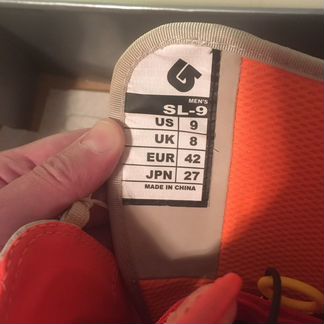 MEN'S
SL-9
US 9
UK 8
EUR 42
JPN 27
MADE IN CHINA